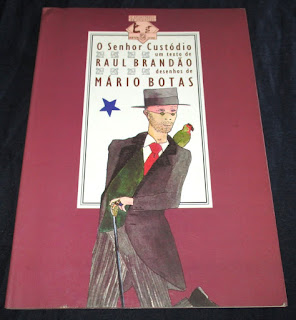 O Senhor Custódio
um texto de
RAUL BRANDÃO
desenhos de
MÁRIO BOTAS